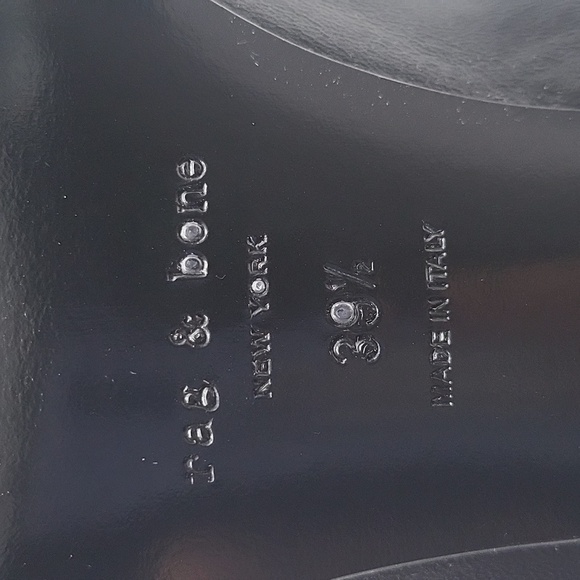 rag & bone
NEW YORK
39½
MADE IN ITALY